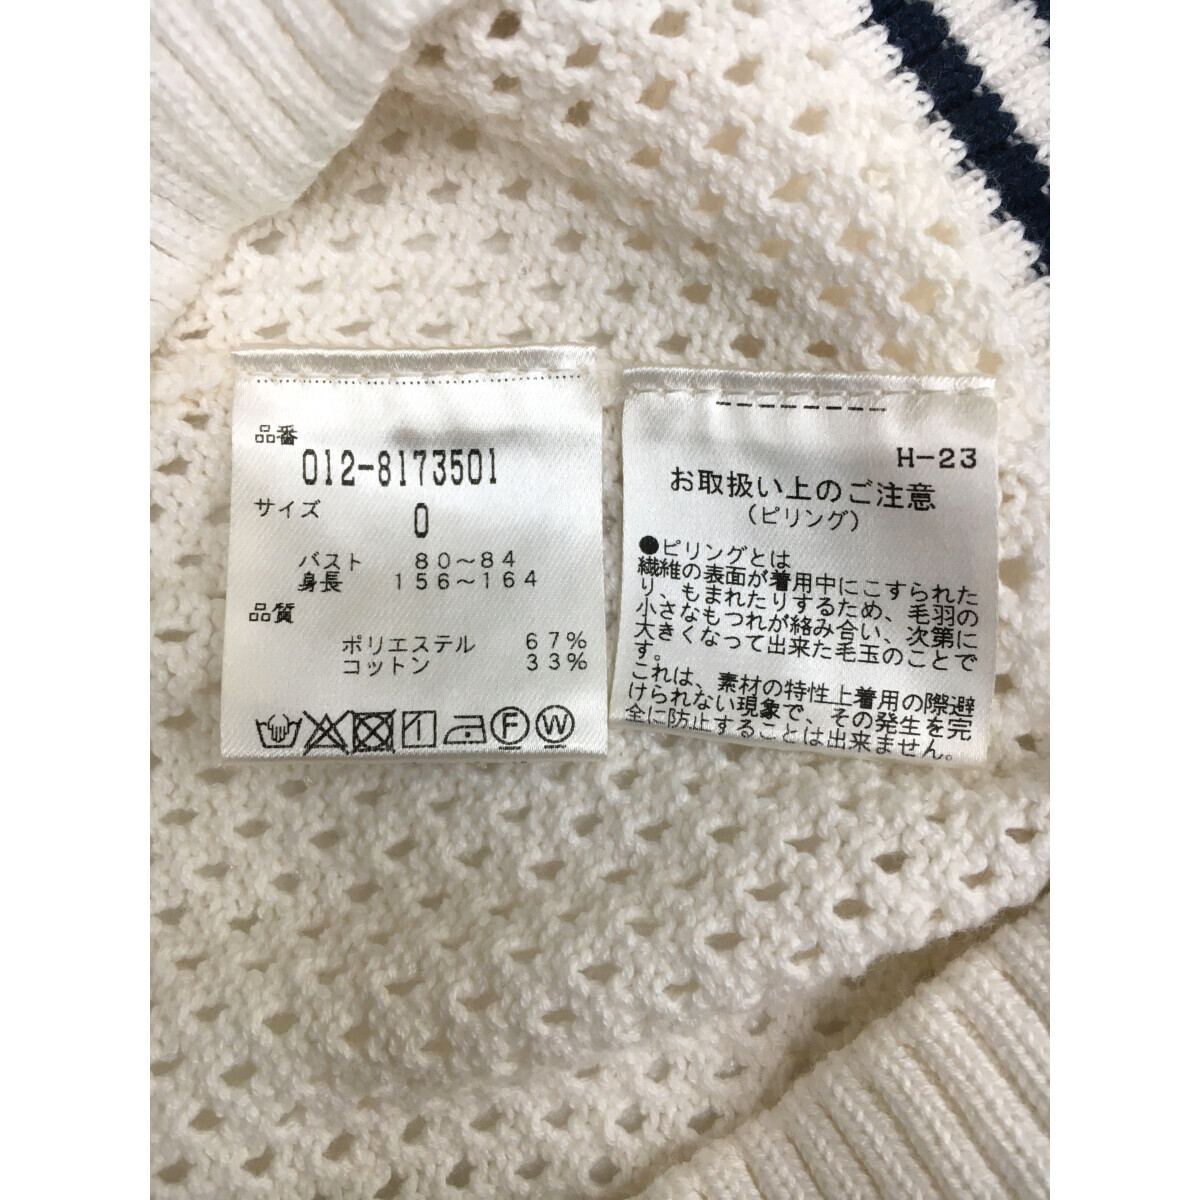 品番
012-8173501
サイズ
0
バスト 80～84
身長 156～164
品質
ポリエステル 67%
コットン 33%
F W
H-23
お取扱い上のご注意
(ピリング)
●ピリングとは
繊維の表面が着用中にこすられた
り、もまれたりするため、毛羽の
小さなもつれが絡み合い、次第に
大きくなって出来た毛玉のことで
す。
これは、素材の特性上着用の際避
けられない現象で、その発生を完
全に防止することは出来ません。